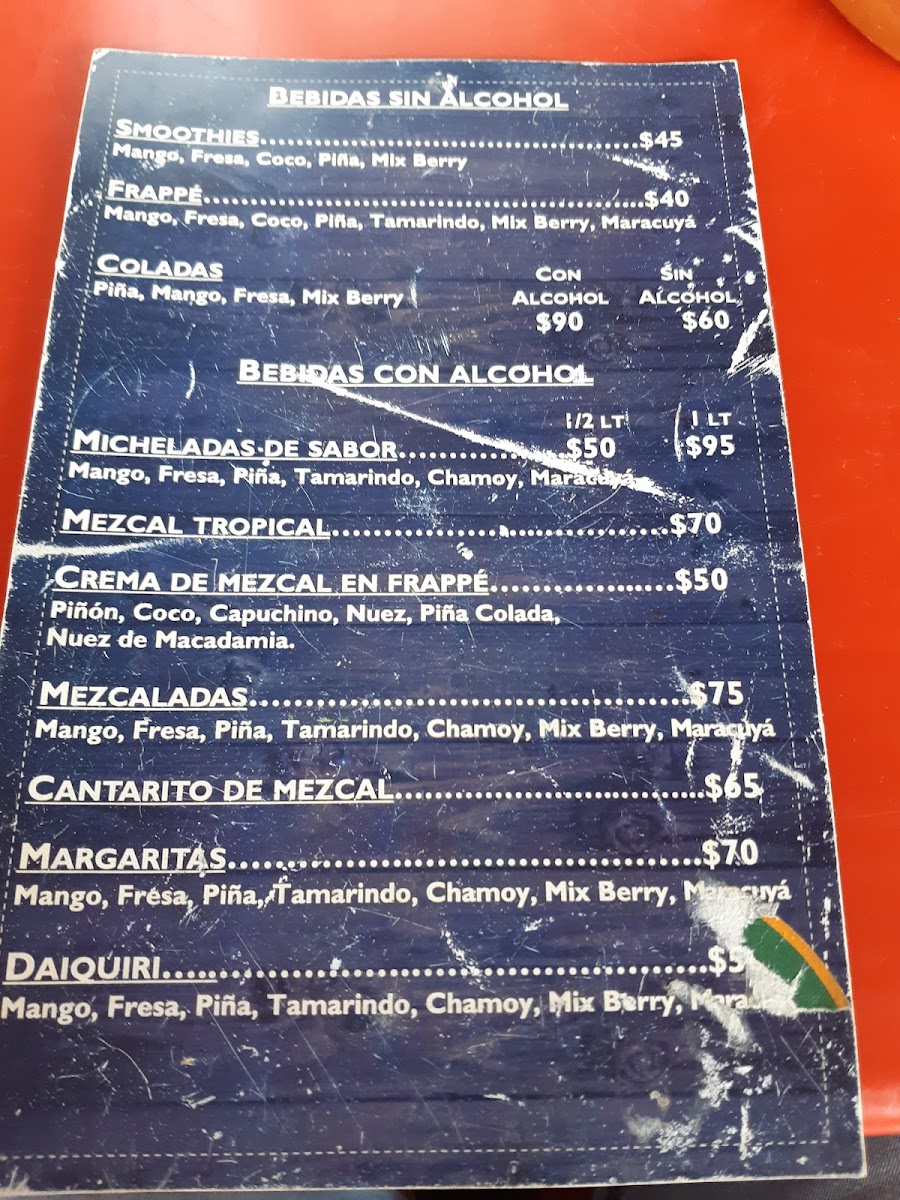 BEBIDAS SIN ALCOHOL
SMOOTHIES........................................$45
Mango, Fresa, Coco, Piña, Mix Berry
FRAPPÉ........................................$40
Mango, Fresa, Coco, Piña, Tamarindo, Mix Berry, Maracuyá
COLADAS CON SIN
Piña, Mango, Fresa, Mix Berry ALCOHOL ALCOHOL
$90 $60
BEBIDAS CON ALCOHOL
1/2 LT 1 LT
MICHELADAS DE SABOR..................$50 $95
Mango, Fresa, Piña, Tamarindo, Chamoy, Maracuyá
MEZCAL TROPICAL........................................$70
CREMA DE MEZCAL EN FRAPPÉ......................$50
Piñón, Coco, Capuchino, Nuez, Piña Colada,
Nuez de Macadamia.
MEZCALADAS........................................$75
Mango, Fresa, Piña, Tamarindo, Chamoy, Mix Berry, Maracuyá
CANTARITO DE MEZCAL..............................$65
MARGARITAS........................................$70
Mango, Fresa, Piña, Tamarindo, Chamoy, Mix Berry, Maracuyá
DAIQUIRI........................................
Mango, Fresa, Piña, Tamarindo, Chamoy, Mix Berry,